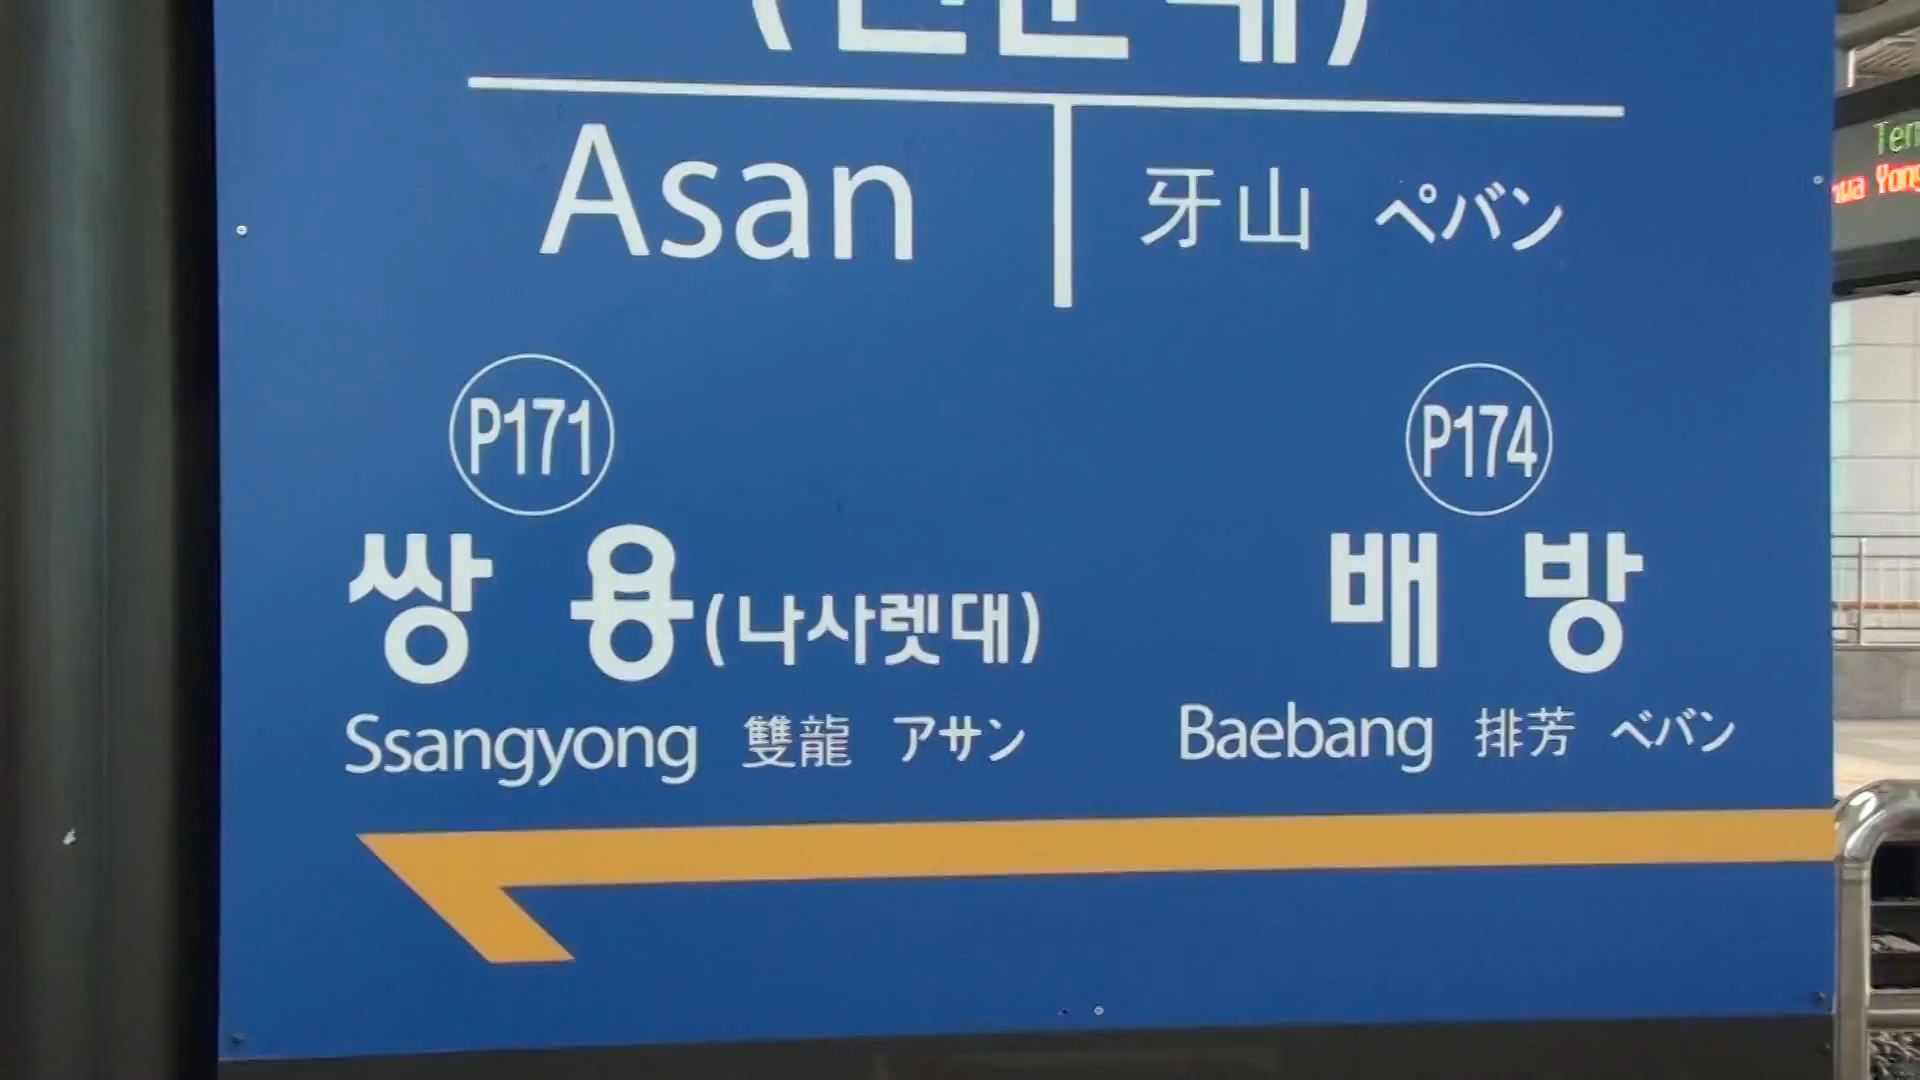 Asan 牙山 ペバン
P171 P174
쌍용(나사렛대) 배방
Ssangyong 雙龍 アサン Baebang 排芳 ベバン